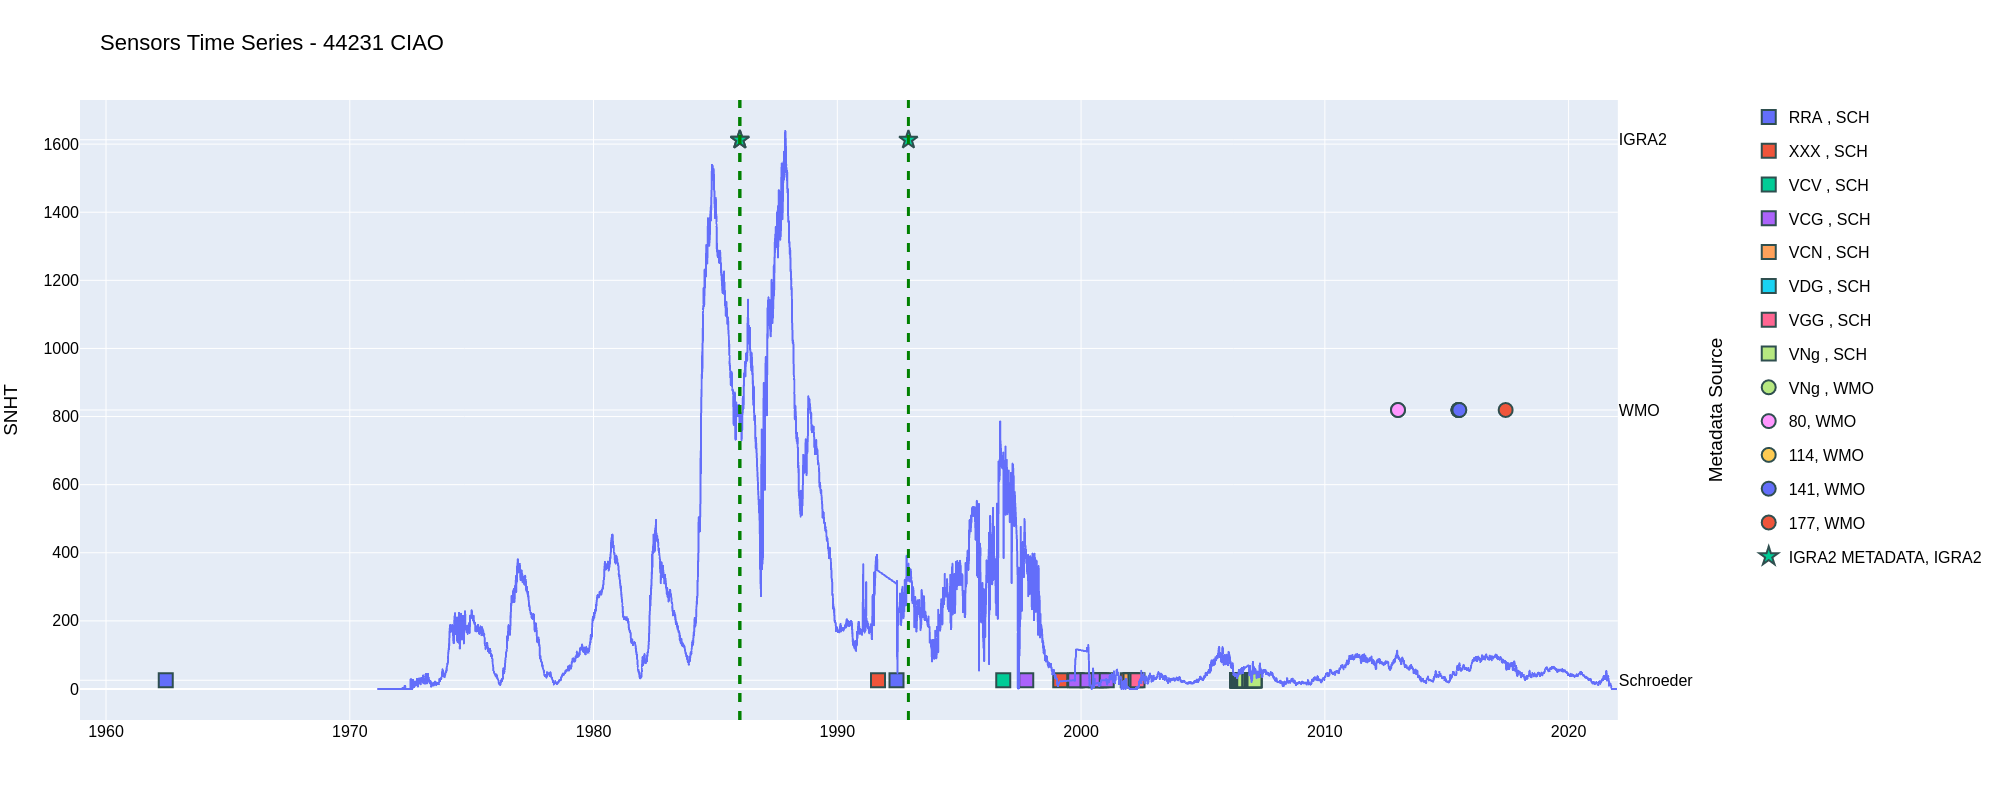 Sensors Time Series - 44231 CIAO
SNHT
1600
1400
1200
1000
800
600
400
200
0
1960
1970
1980
1990
2000
2010
2020
IGRA2
WMO
Schroeder
Metadata Source
RRA , SCH
XXX , SCH
VCV , SCH
VCG , SCH
VCN , SCH
VDG , SCH
VGG , SCH
VNg , SCH
VNg , WMO
80, WMO
114, WMO
141, WMO
177, WMO
IGRA2 METADATA, IGRA2